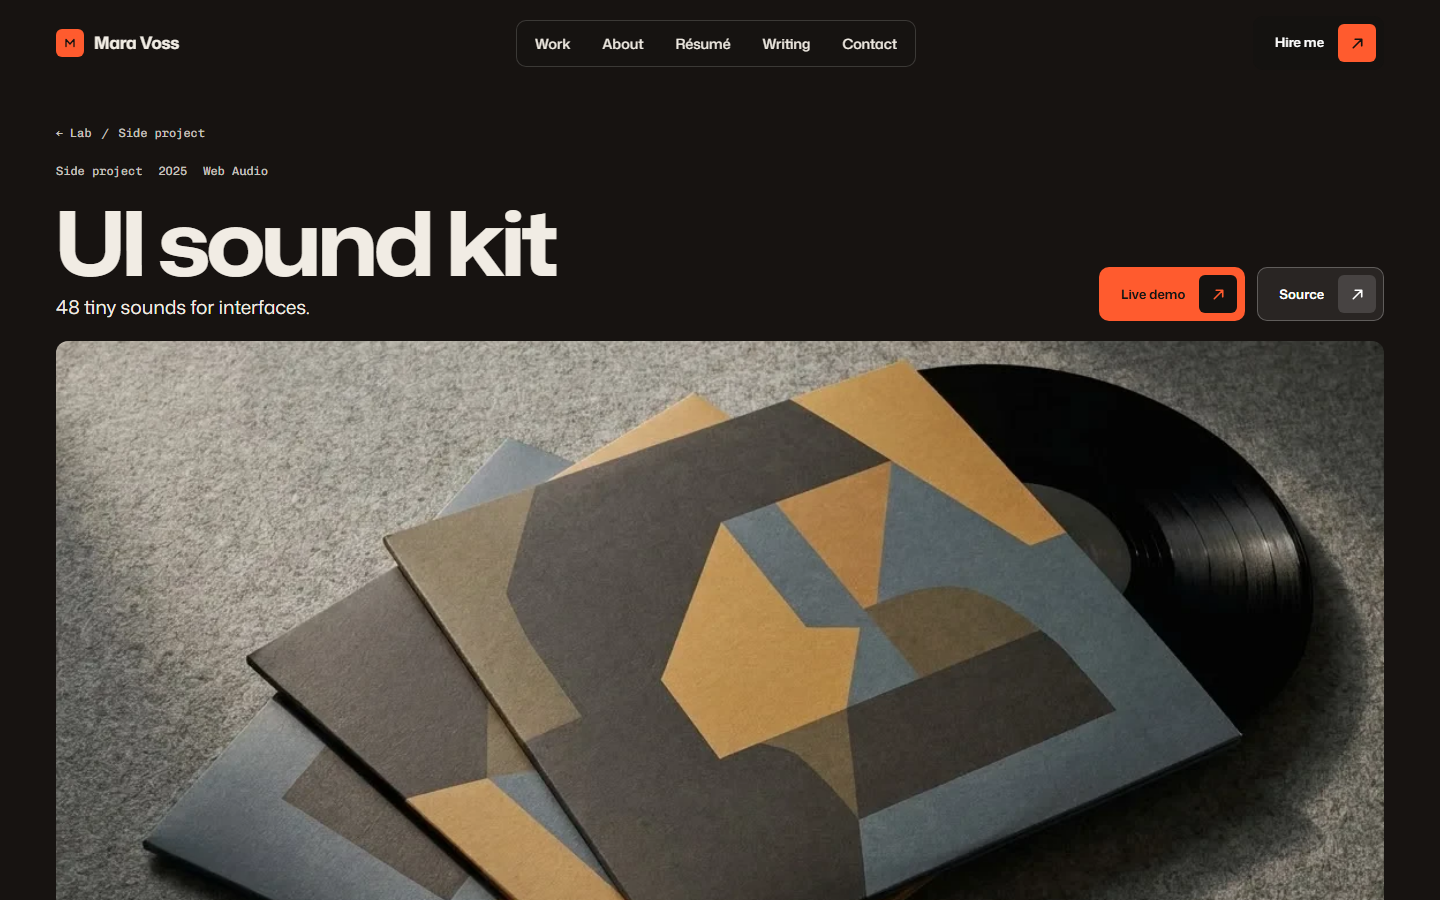 M Mara Voss
Work About Résumé Writing Contact
Hire me
← Lab / Side project
Side project 2025 Web Audio
UI sound kit
48 tiny sounds for interfaces.
Live demo
Source